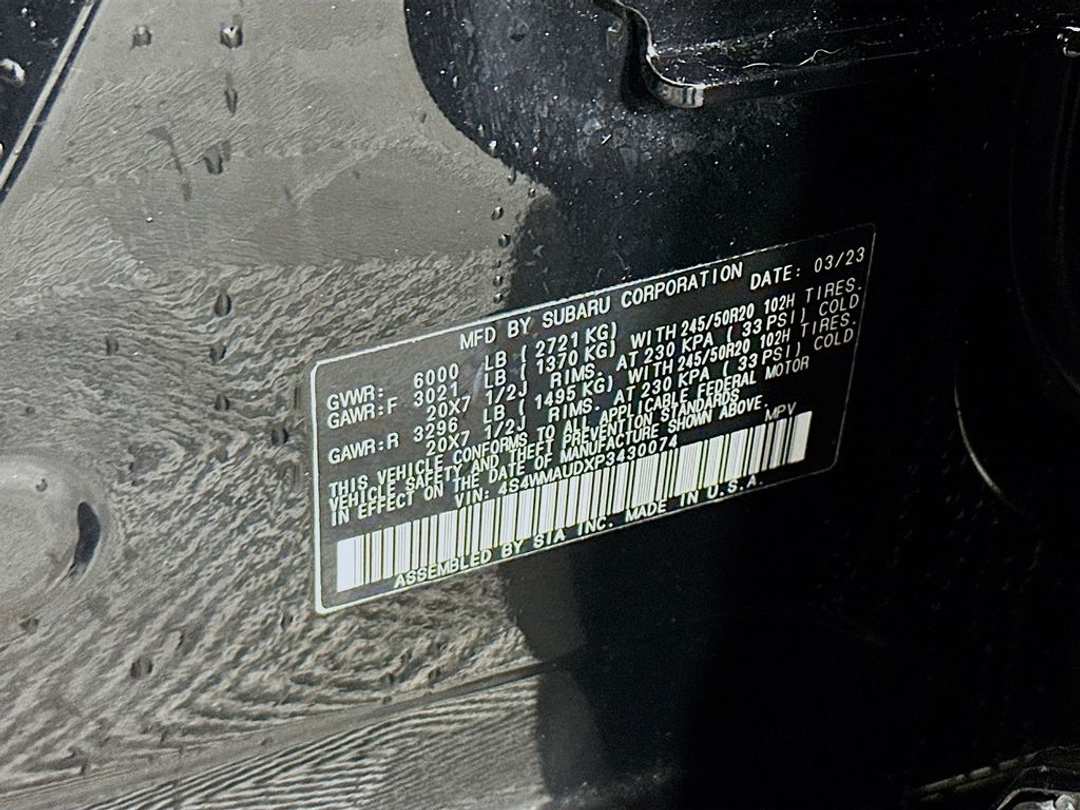 MFD BY SUBARU CORPORATION DATE: 03/23
GVWR: 6000 LB ( 2721 KG)
GAWR:F 3021 LB ( 1370 KG) WITH 245/50R20 102H TIRES.
20X7 1/2J RIMS. AT 230 KPA ( 33 PSI) COLD
GAWR:R 3296 LB ( 1495 KG) WITH 245/50R20 102H TIRES.
20X7 1/2J RIMS. AT 230 KPA ( 33 PSI) COLD.
THIS VEHICLE CONFORMS TO ALL APPLICABLE FEDERAL MOTOR
VEHICLE SAFETY AND THEFT PREVENTION STANDARDS
IN EFFECT ON THE DATE OF MANUFACTURE SHOWN ABOVE.
VIN: 4S4WMAUDXP3430074 MPV
ASSEMBLED BY SIA INC. MADE IN U.S.A.